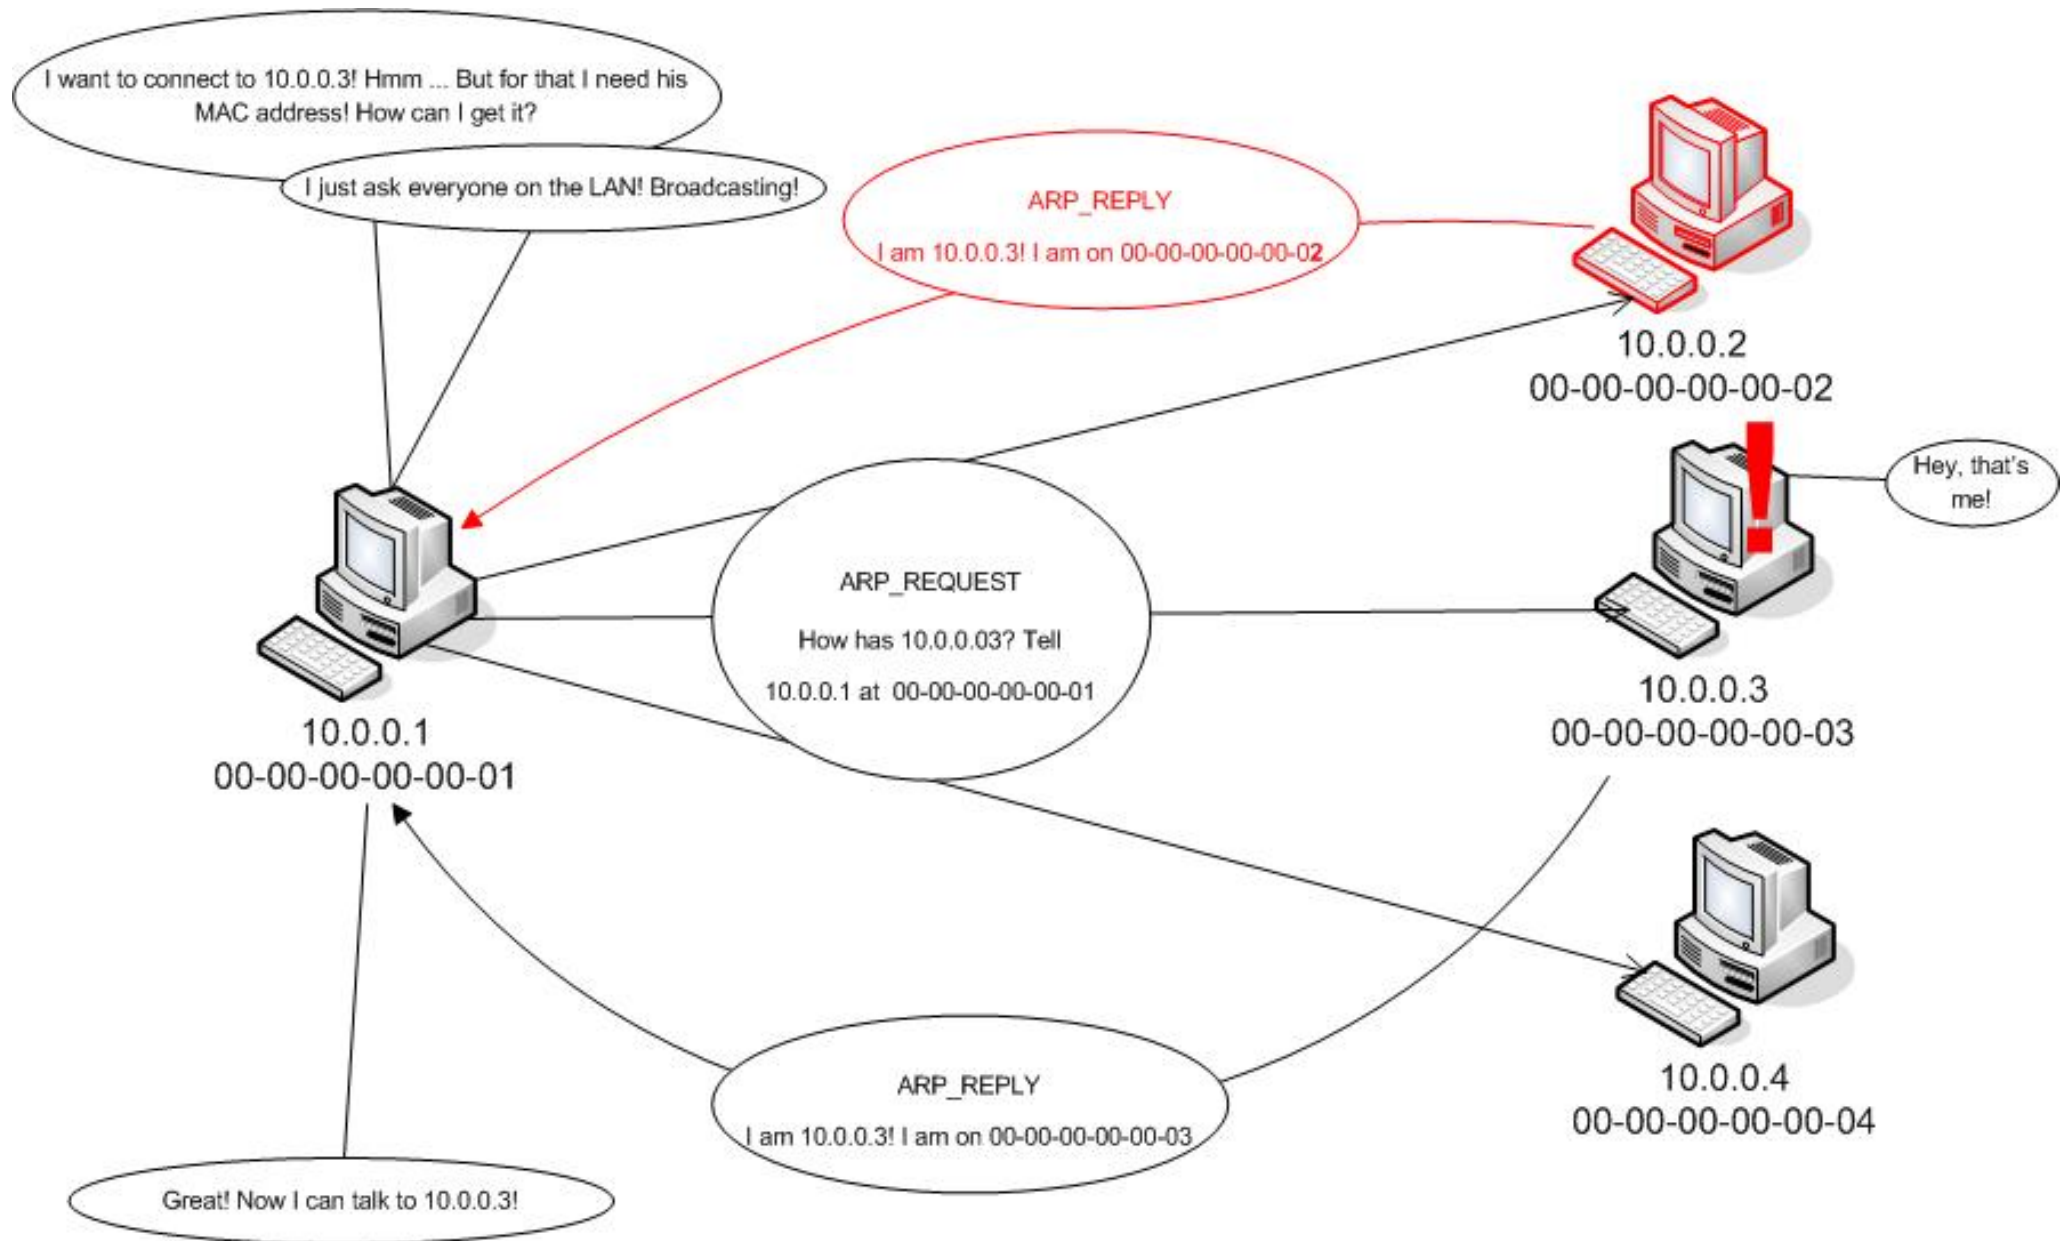 I want to connect to 10.0.0.3! Hmm ... But for that I need his
MAC address! How can I get it?
I just ask everyone on the LAN! Broadcasting!
ARP_REPLY
I am 10.0.0.3! I am on 00-00-00-00-00-02
10.0.0.2
00-00-00-00-00-02
Hey, that's
me!
ARP_REQUEST
How has 10.0.0.03? Tell
10.0.0.1 at 00-00-00-00-00-01
10.0.0.3
00-00-00-00-00-03
10.0.0.1
00-00-00-00-00-01
ARP_REPLY
I am 10.0.0.3! I am on 00-00-00-00-00-03
10.0.0.4
00-00-00-00-00-04
Great! Now I can talk to 10.0.0.3!